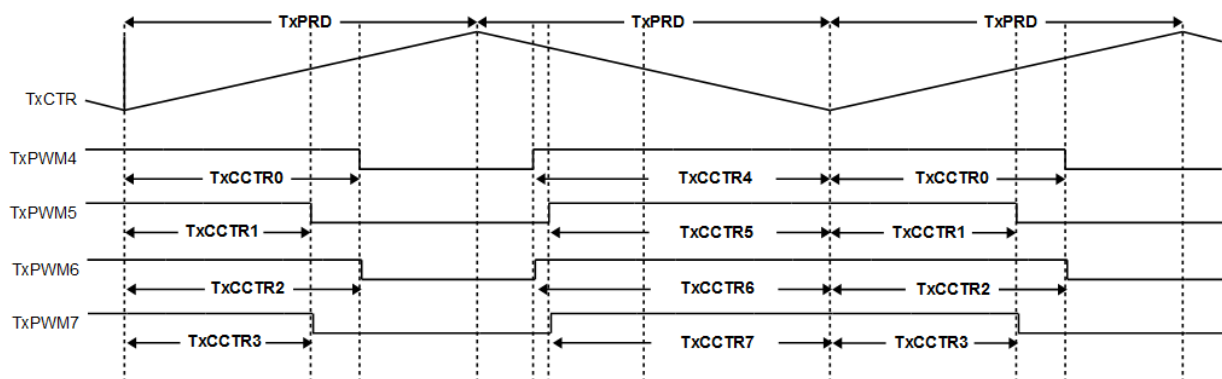 TxPRD TxPRD TxPRD
TxCTR
TxPWM4
TxCCTR0 TxCCTR4 TxCCTR0
TxPWM5
TxCCTR1 TxCCTR5 TxCCTR1
TxPWM6
TxCCTR2 TxCCTR6 TxCCTR2
TxPWM7
TxCCTR3 TxCCTR7 TxCCTR3